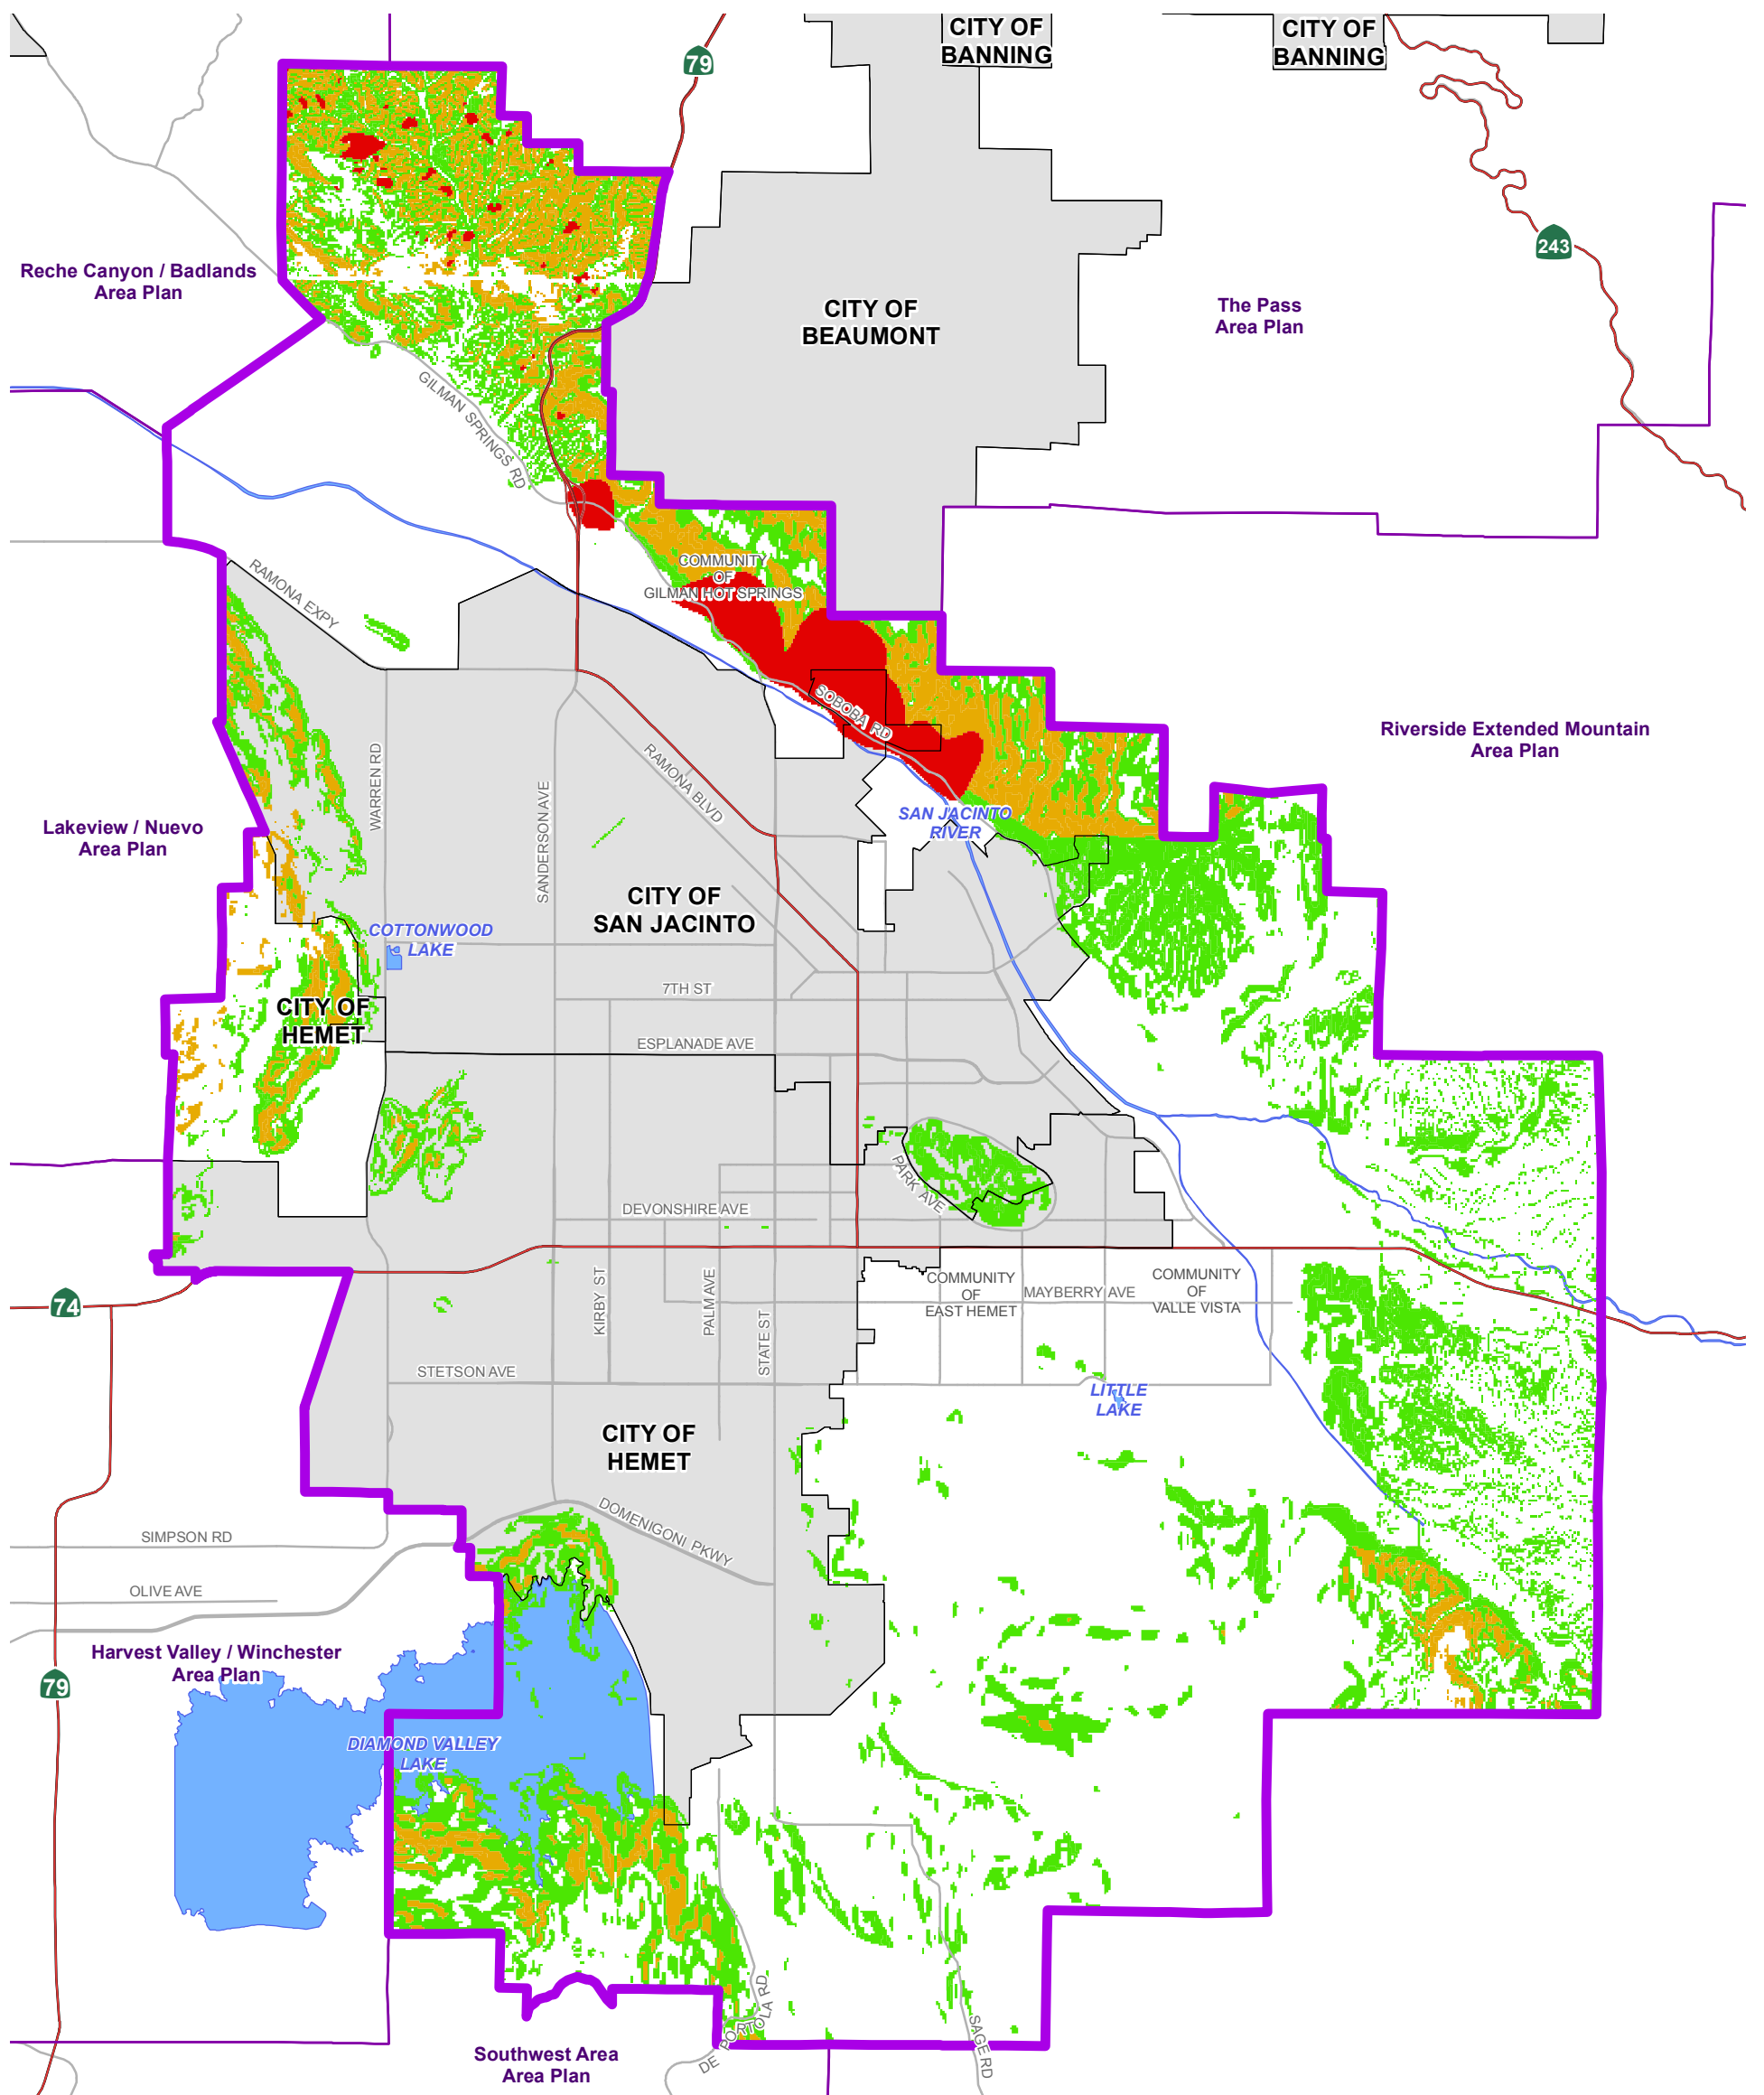 CITY OF
BANNING
CITY OF
BANNING
79
243
Reche Canyon / Badlands
Area Plan
CITY OF
BEAUMONT
The Pass
Area Plan
GILMAN SPRINGS RD
COMMUNITY
OF
GILMAN HOT SPRINGS
RAMONA EXPY
SOBOBA RD
Riverside Extended Mountain
Area Plan
WARREN RD
SANDERSON AVE
RAMONA BLVD
SAN JACINTO
RIVER
Lakeview / Nuevo
Area Plan
CITY OF
SAN JACINTO
COTTONWOOD
LAKE
7TH ST
CITY OF
HEMET
ESPLANADE AVE
PARK AVE
DEVONSHIRE AVE
74
KIRBY ST
PALM AVE
STATE ST
COMMUNITY
OF
EAST HEMET
MAYBERRY AVE
COMMUNITY
OF
VALLE VISTA
STETSON AVE
LITTLE
LAKE
CITY OF
HEMET
DOMENIGONI PKWY
SIMPSON RD
OLIVE AVE
Harvest Valley / Winchester
Area Plan
79
DIAMOND VALLEY
LAKE
DE PORTOLA RD
SAGE RD
Southwest Area
Area Plan